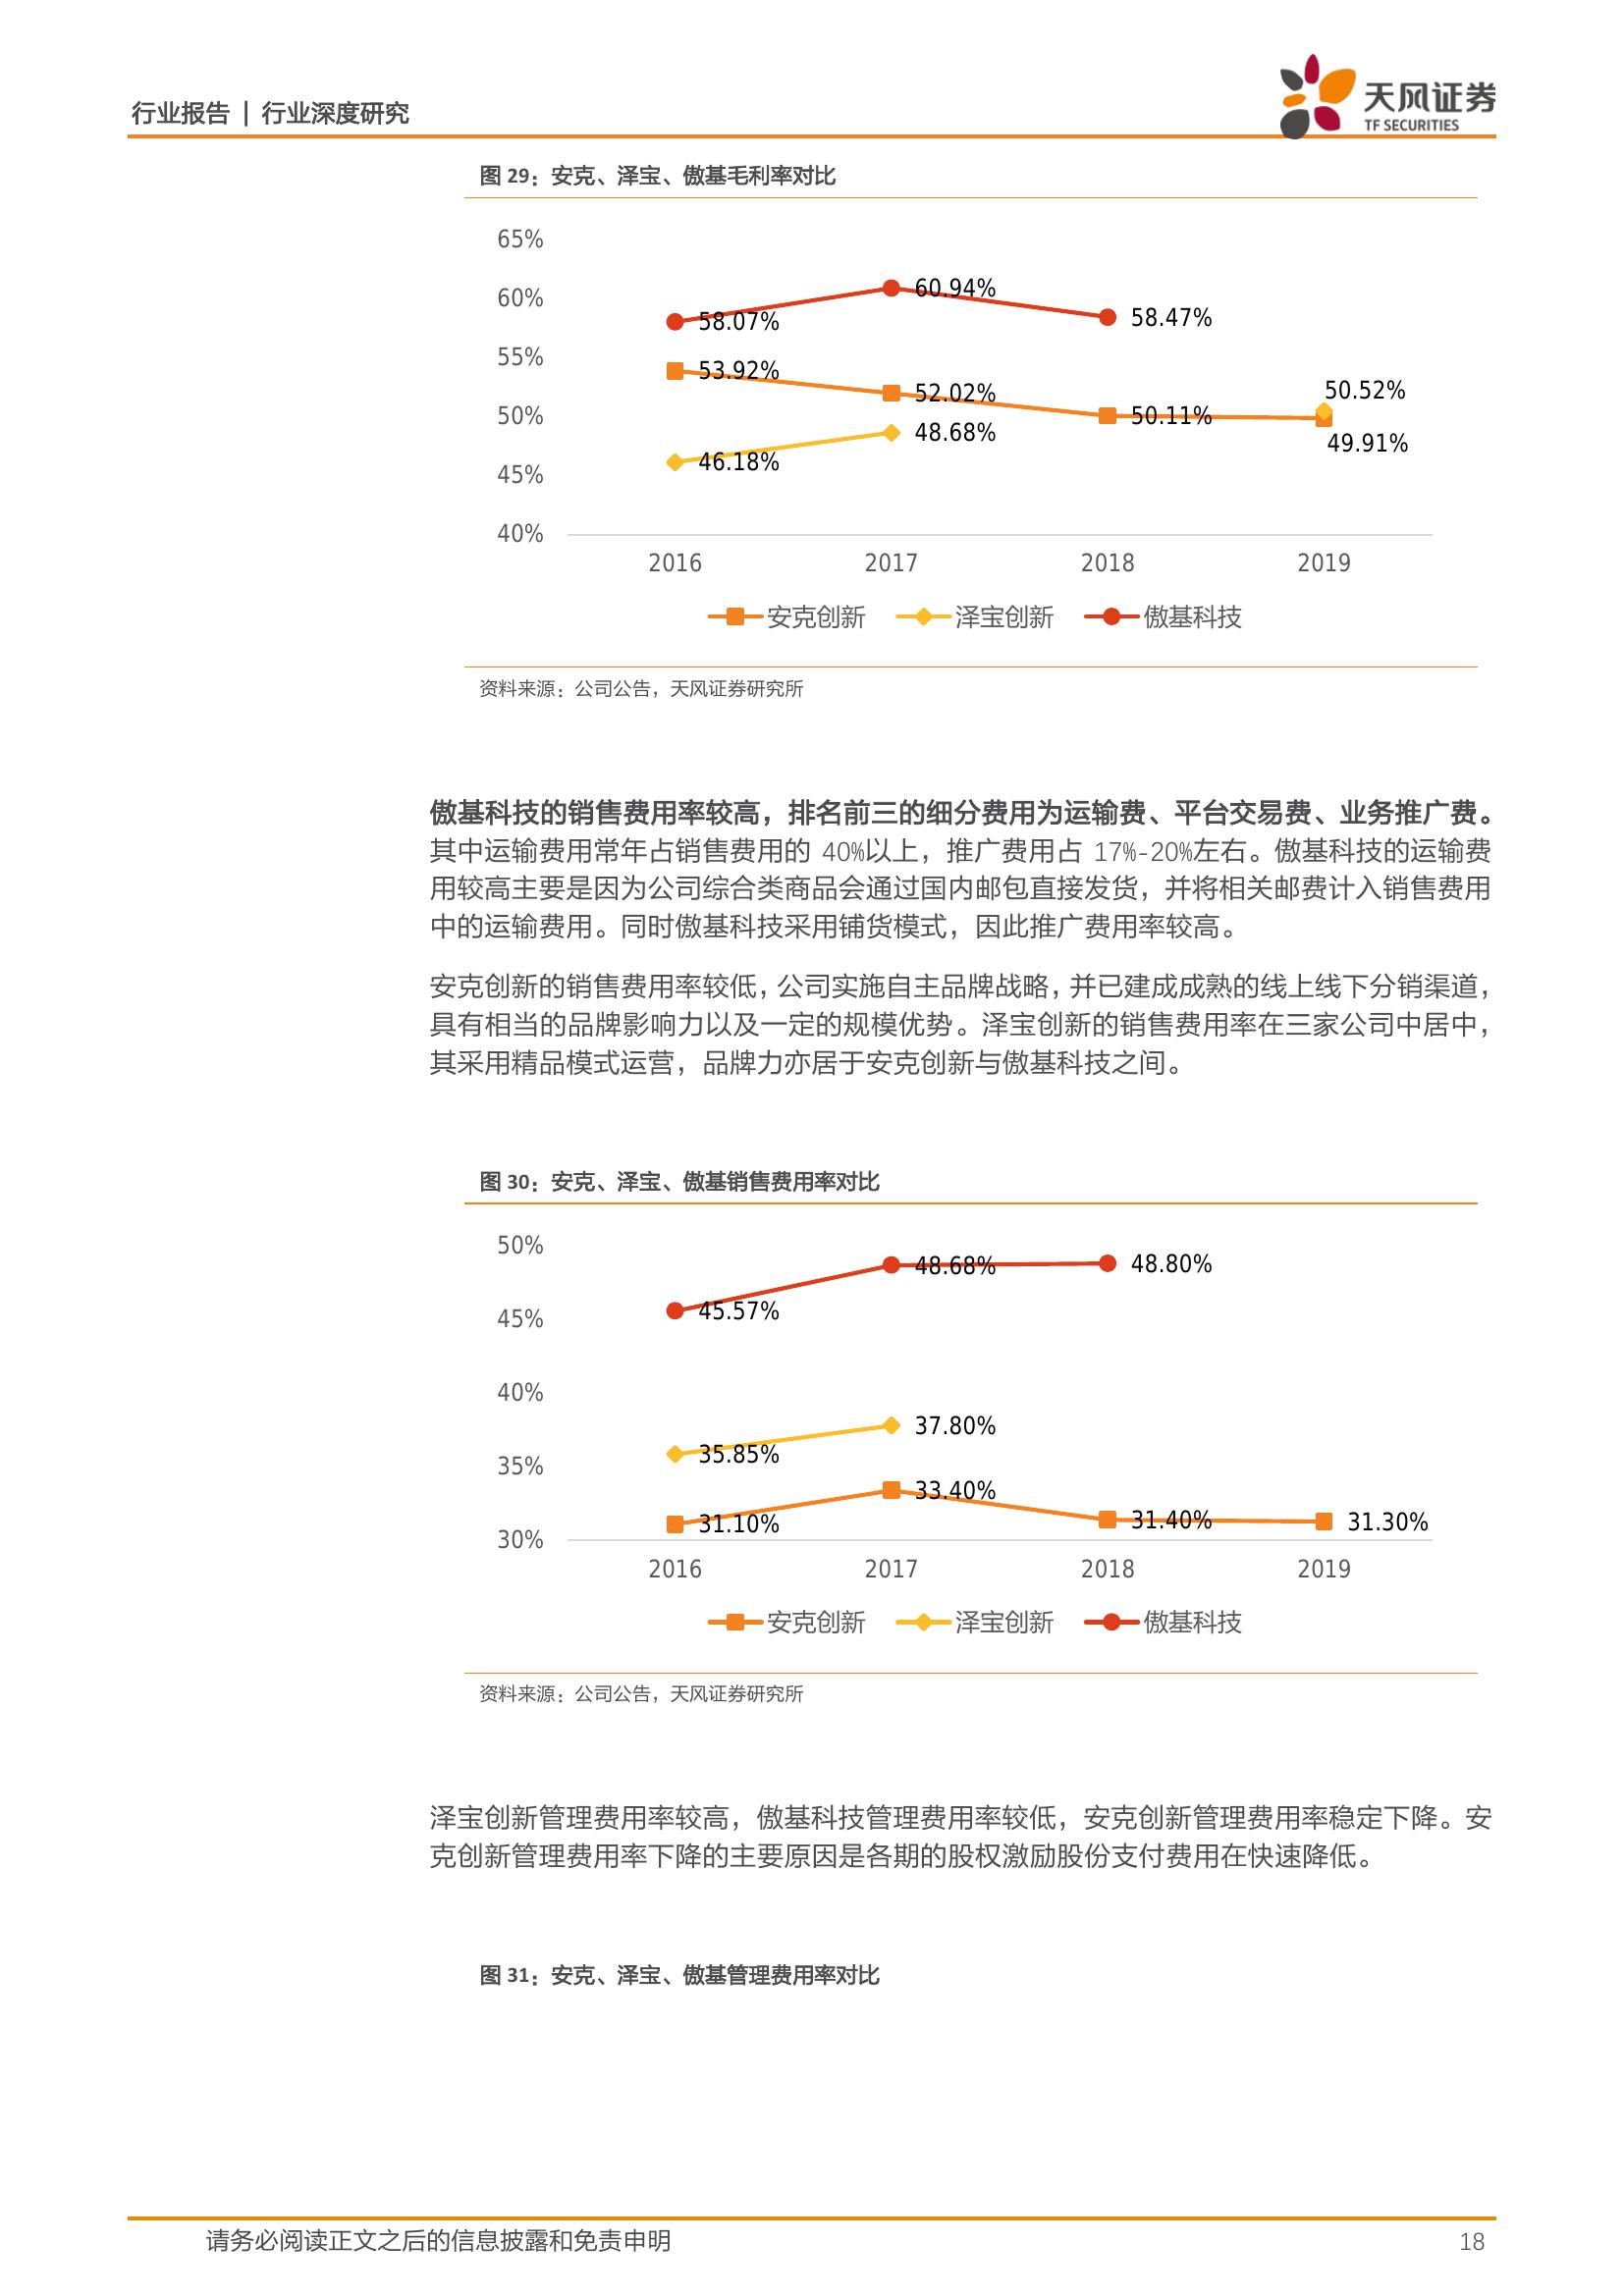 行业报告 | 行业深度研究
天风证券
TF SECURITIES
图 29：安克、泽宝、傲基毛利率对比
65%
60%
55%
50%
45%
40%
58.07%
60.94%
58.47%
53.92%
52.02%
50.11%
50.52%
49.91%
46.18%
48.68%
2016 2017 2018 2019
安克创新 泽宝创新 傲基科技
资料来源：公司公告，天风证券研究所
傲基科技的销售费用率较高，排名前三的细分费用为运输费、平台交易费、业务推广费。
其中运输费用常年占销售费用的 40%以上，推广费用占 17%-20%左右。傲基科技的运输费
用较高主要是因为公司综合类商品会通过国内邮包直接发货，并将相关邮费计入销售费用
中的运输费用。同时傲基科技采用铺货模式，因此推广费用率较高。
安克创新的销售费用率较低，公司实施自主品牌战略，并已建成成熟的线上线下分销渠道，
具有相当的品牌影响力以及一定的规模优势。泽宝创新的销售费用率在三家公司中居中，
其采用精品模式运营，品牌力亦居于安克创新与傲基科技之间。
图 30：安克、泽宝、傲基销售费用率对比
50%
45%
40%
35%
30%
45.57%
48.68%
48.80%
35.85%
37.80%
31.10%
33.40%
31.40%
31.30%
2016 2017 2018 2019
安克创新 泽宝创新 傲基科技
资料来源：公司公告，天风证券研究所
泽宝创新管理费用率较高，傲基科技管理费用率较低，安克创新管理费用率稳定下降。安
克创新管理费用率下降的主要原因是各期的股权激励股份支付费用在快速降低。
图 31：安克、泽宝、傲基管理费用率对比
请务必阅读正文之后的信息披露和免责申明 18